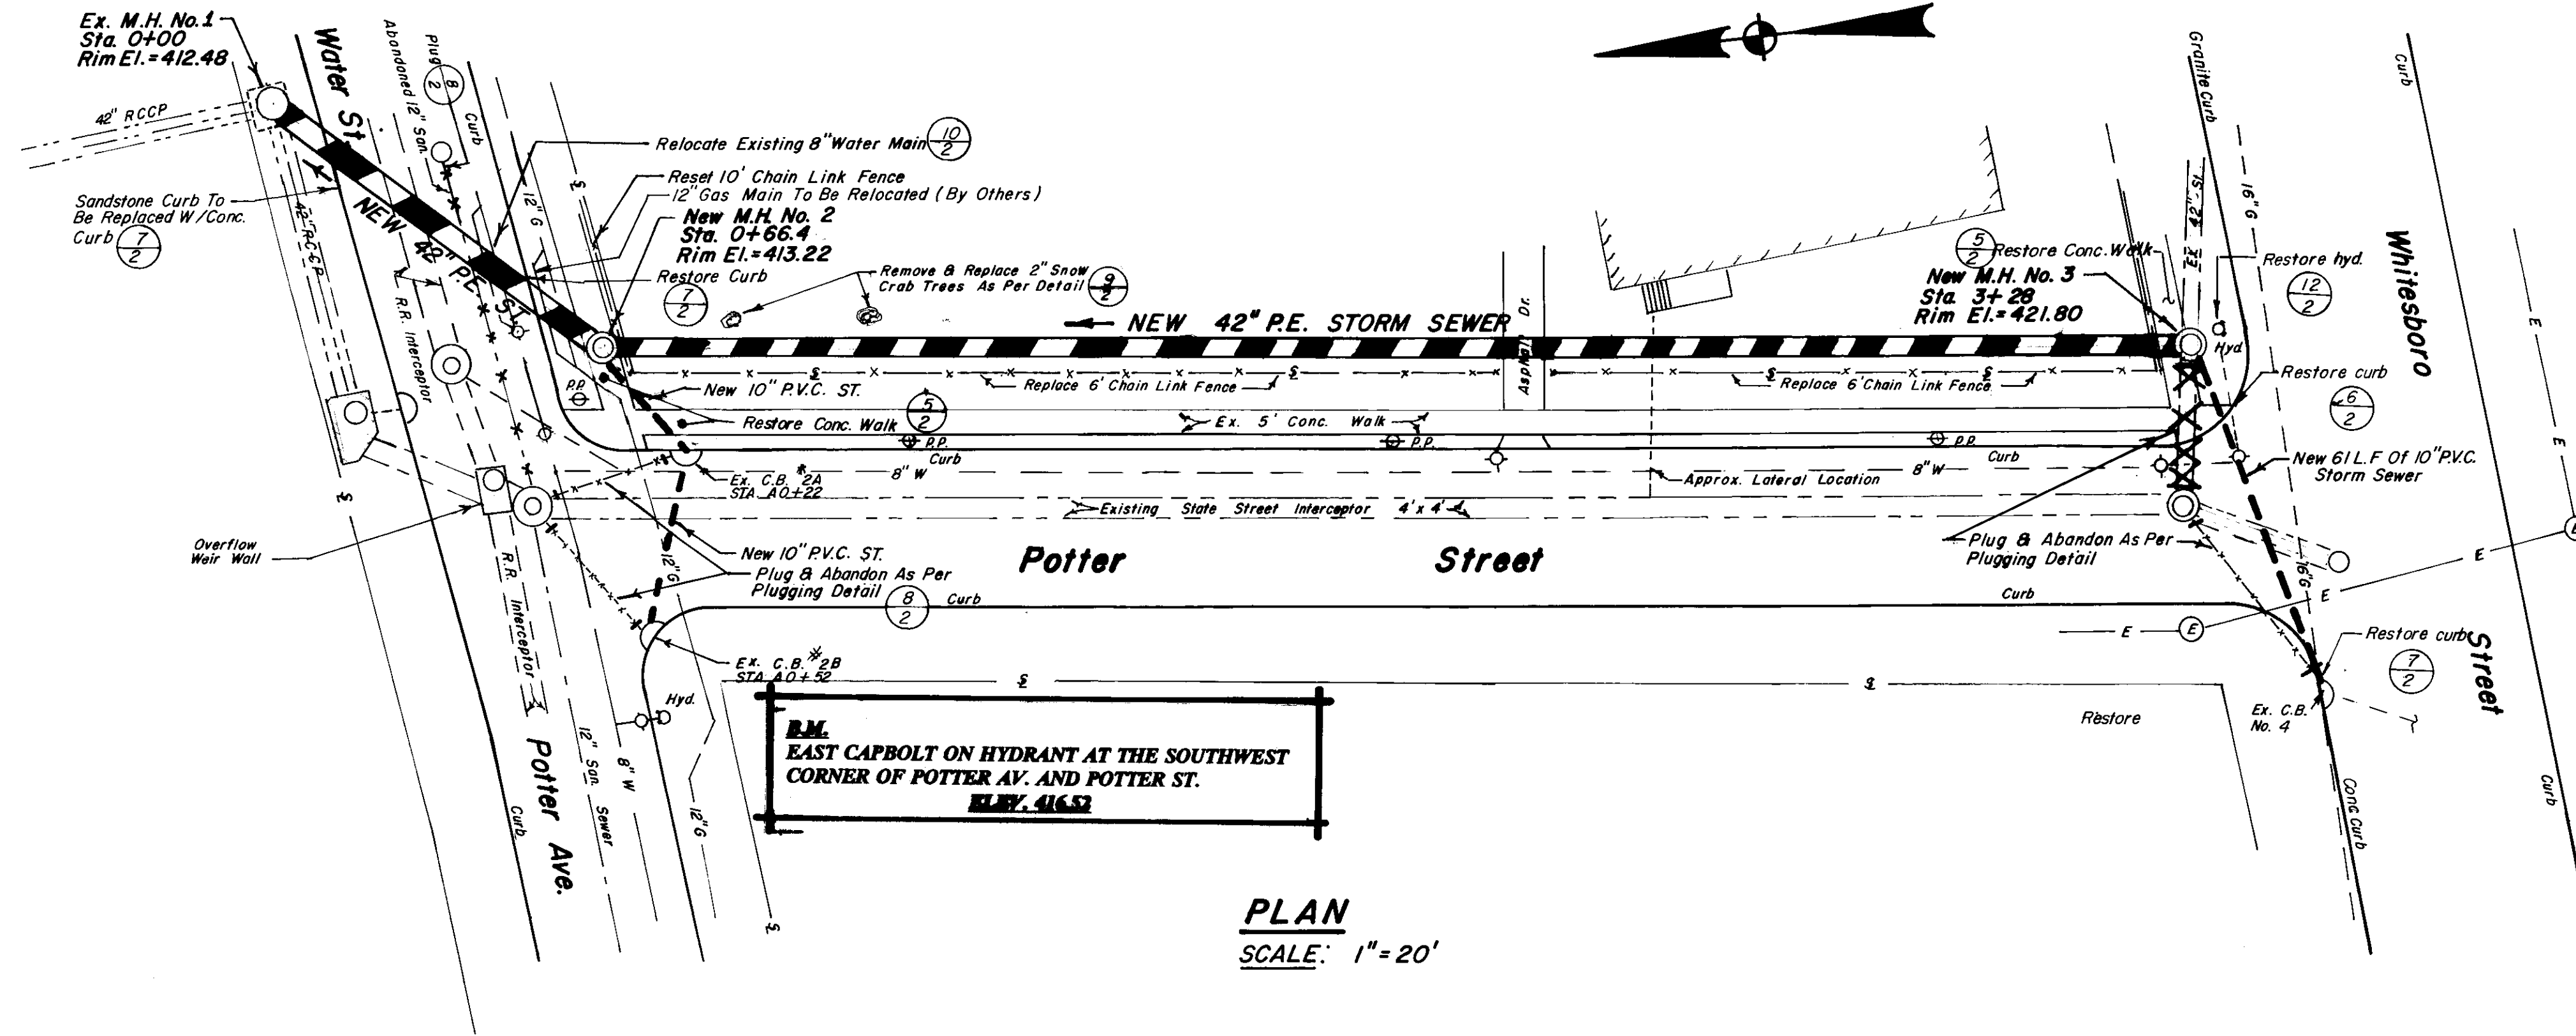 Ex. M.H. No. 1
Sta. 0+00
Rim El.=412.48
Water St
Abandoned 12" San.
Plug
8
2
Curb
42" RCCP
Sandstone Curb To
Be Replaced W/Conc.
Curb
7
2
42" R.C.C.P
NEW 42" P.E. ST.
12" G
Relocate Existing 8" Water Main
10
2
Reset 10' Chain Link Fence
12" Gas Main To Be Relocated (By Others)
New M.H. No. 2
Sta. 0+66.4
Rim El.=413.22
Restore Curb
7
2
Remove & Replace 2" Snow
Crab Trees As Per Detail
9
2
NEW 42" P.E. STORM SEWER
Asphalt Dr.
5
2
Restore Conc. Walk
New M.H. No. 3
Sta. 3+28
Rim El.=421.80
Ex. 42" St.
Granite Curb
16" G
Curb
Whitesboro
Restore hyd.
12
2
Hyd
Restore curb
6
2
R.R. Interceptor
P.P.
New 10" P.V.C. ST.
Replace 6' Chain Link Fence
Replace 6' Chain Link Fence
Restore Conc. Walk
5
2
Ex. 5' Conc. Walk
P.P.
P.P.
P.P.
Curb
Curb
8" W
8" W
Ex. C.B. #2A
STA. A0+22
Approx. Lateral Location
New 61 L.F. Of 10" P.V.C.
Storm Sewer
Existing State Street Interceptor 4' x 4'
Overflow
Weir Wall
New 10" P.V.C. ST.
Plug & Abandon As Per
Plugging Detail
8
2
12" G
Potter Street
Plug & Abandon As Per
Plugging Detail
16" G
E
E
E
E
E
E
E
Curb
Curb
R.R. Interceptor
Ex. C.B. #2B
STA. A0+52
Hyd.
Restore curb
7
2
Street
Restore
Ex. C.B.
No. 4
B.M.
EAST CAPBOLT ON HYDRANT AT THE SOUTHWEST
CORNER OF POTTER AV. AND POTTER ST.
ELEV. 416.52
Potter Ave.
Curb
12" San. Sewer
8" W
12" G
Conc Curb
Curb
PLAN
SCALE: 1"=20'